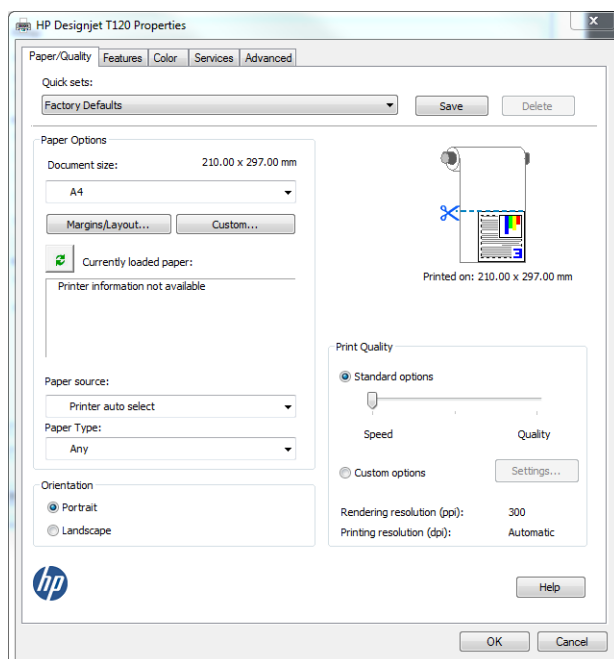 HP Designjet T120 Properties
x
Paper/Quality Features Color Services Advanced
Quick sets:
Factory Defaults Save Delete
Paper Options
Document size: 210.00 x 297.00 mm
A4
Margins/Layout... Custom...
Currently loaded paper:
Printer information not available
Paper source:
Printer auto select
Paper Type:
Any
Orientation
Portrait
Landscape
3
Printed on: 210.00 x 297.00 mm
Print Quality
Standard options
Speed Quality
Custom options Settings...
Rendering resolution (ppi): 300
Printing resolution (dpi): Automatic
hp
Help
OK Cancel